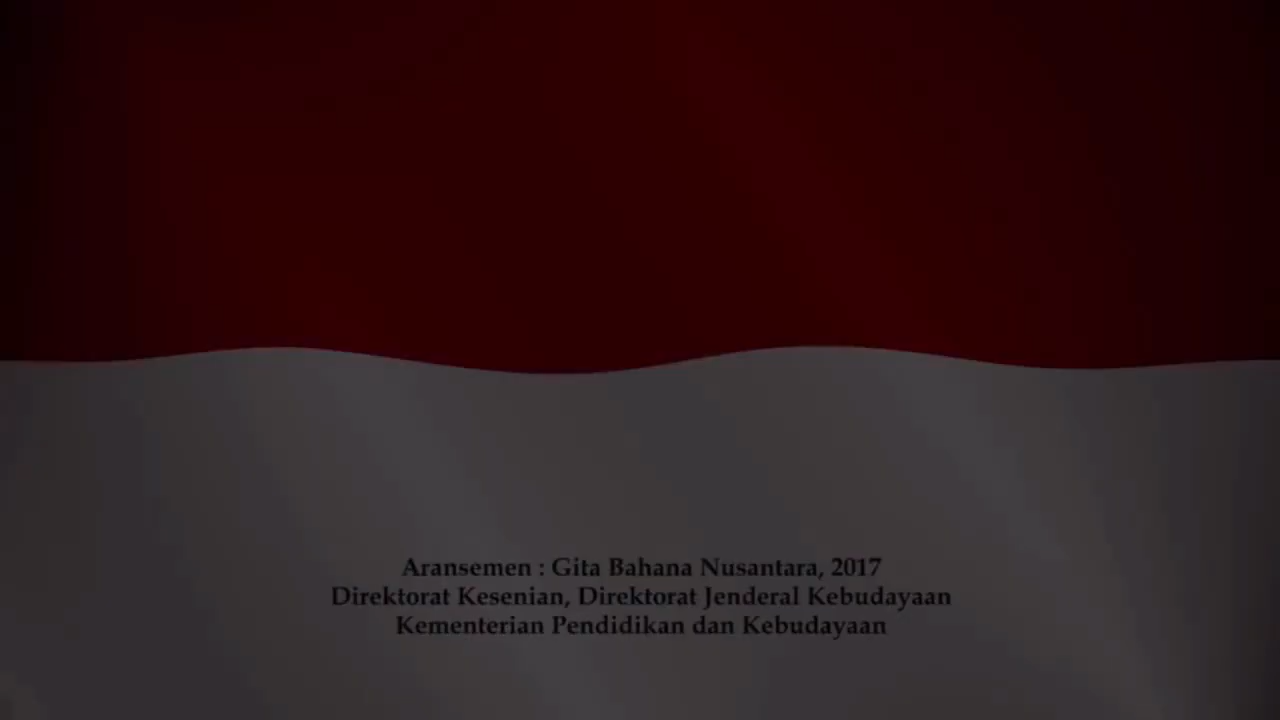 Aransemen : Gita Bahana Nusantara, 2017
Direktorat Kesenian, Direktorat Jenderal Kebudayaan
Kementerian Pendidikan dan Kebudayaan